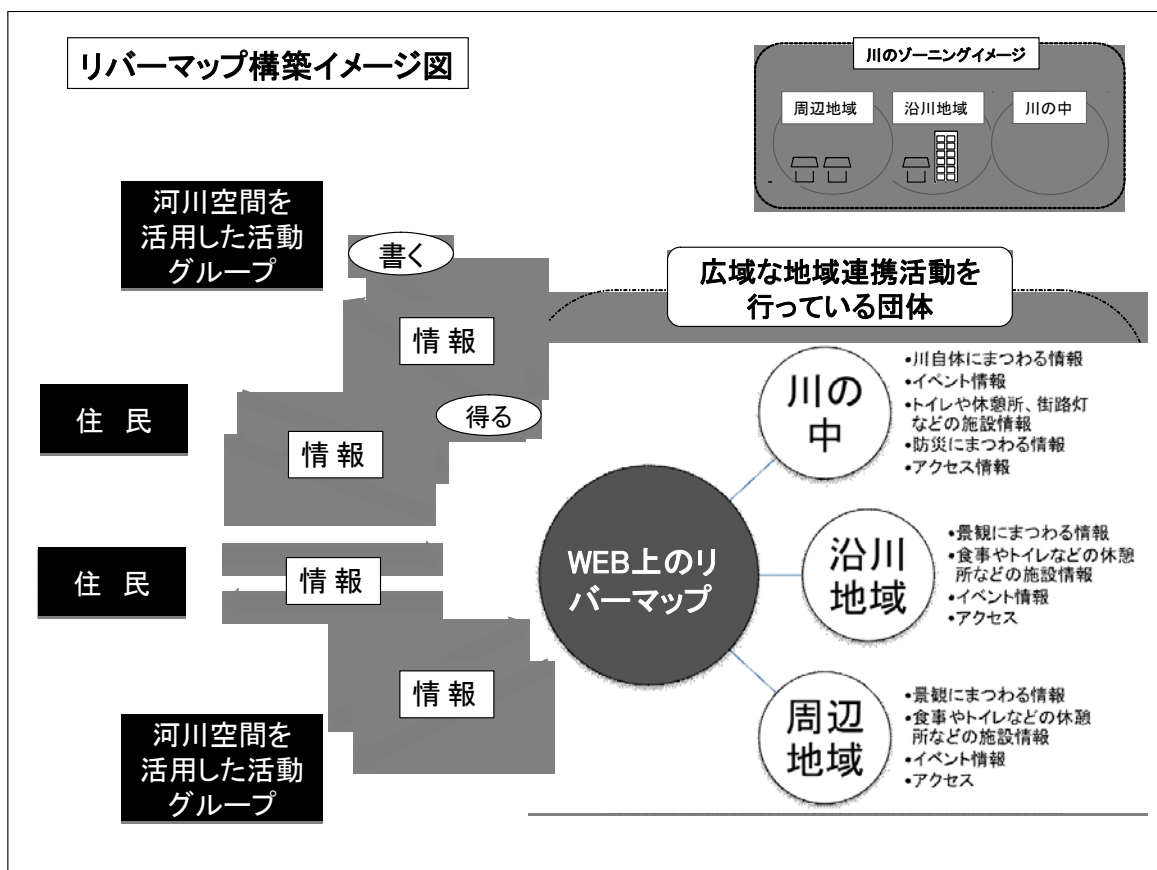 リバーマップ構築イメージ図
川のゾーニングイメージ
周辺地域
沿川地域
川の中
河川空間を
活用した活動
グループ
書く
広域な地域連携活動を
行っている団体
情 報
住 民
得る
情 報
川の
中
•川自体にまつわる情報
•イベント情報
•トイレや休憩所、街路灯
などの施設情報
•防災にまつわる情報
•アクセス情報
WEB上のリ
バーマップ
沿川
地域
•景観にまつわる情報
•食事やトイレなどの休憩
所などの施設情報
•イベント情報
•アクセス
住 民
情 報
情 報
周辺
地域
•景観にまつわる情報
•食事やトイレなどの休憩
所などの施設情報
•イベント情報
•アクセス
河川空間を
活用した活動
グループ